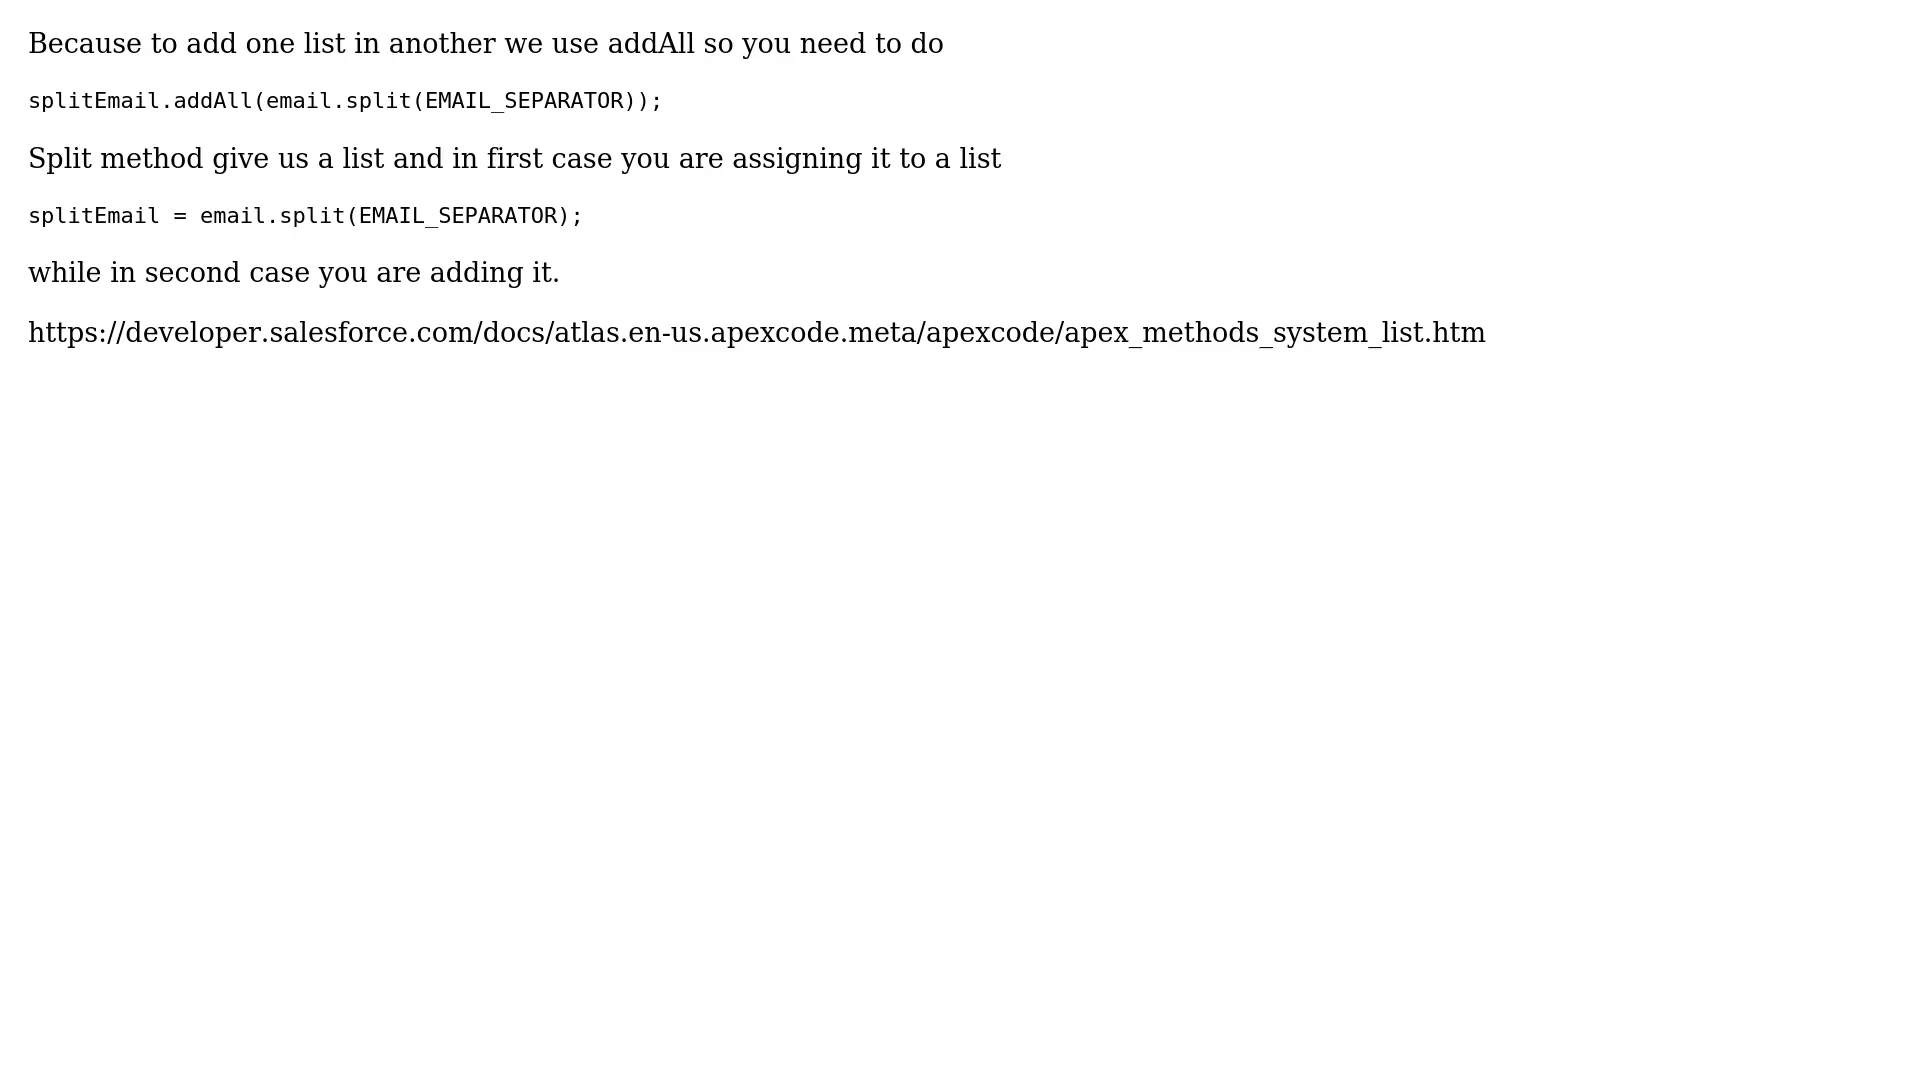 Because to add one list in another we use addAll so you need to do
splitEmail.addAll(email.split(EMAIL_SEPARATOR));
Split method give us a list and in first case you are assigning it to a list
splitEmail = email.split(EMAIL_SEPARATOR);
while in second case you are adding it.
https://developer.salesforce.com/docs/atlas.en-us.apexcode.meta/apexcode/apex_methods_system_list.htm